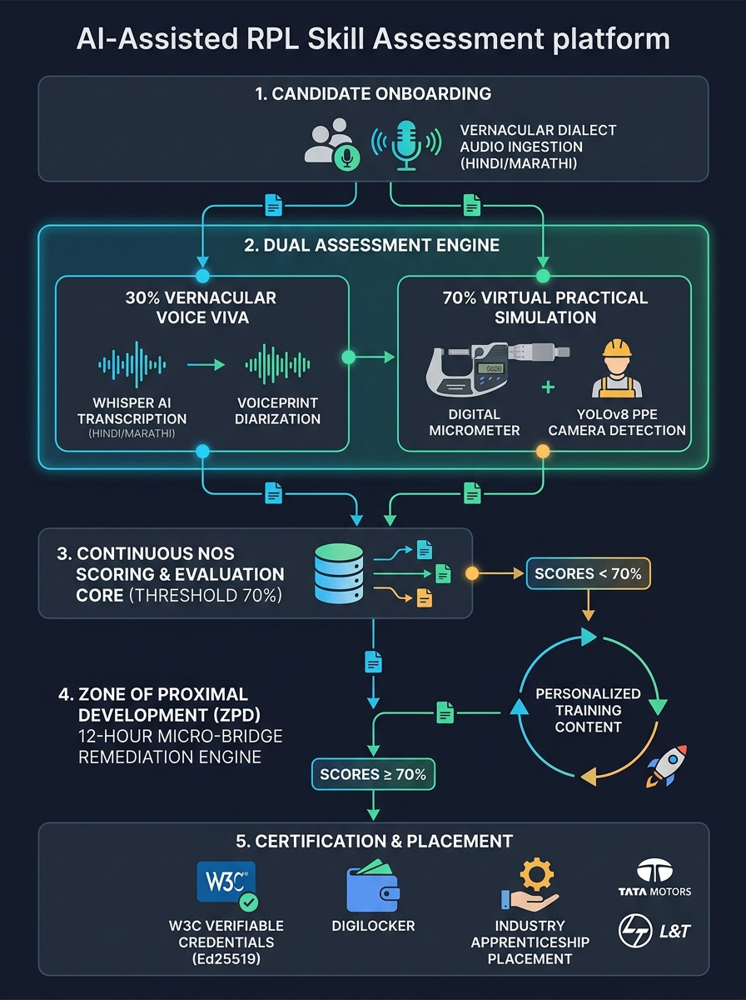 AI-Assisted RPL Skill Assessment platform
1. CANDIDATE ONBOARDING
VERNACULAR DIALECT
AUDIO INGESTION
(HINDI/MARATHI)
2. DUAL ASSESSMENT ENGINE
30% VERNACULAR
VOICE VIVA
WHISPER AI
TRANSCRIPTION
(HINDI/MARATHI)
VOICEPRINT
DIARIZATION
70% VIRTUAL PRACTICAL
SIMULATION
DIGITAL
MICROMETER
+
YOLOv8 PPE
CAMERA DETECTION
3. CONTINUOUS NOS
SCORING & EVALUATION
CORE (THRESHOLD 70%)
SCORES < 70%
4. ZONE OF PROXIMAL
DEVELOPMENT (ZPD)
12-HOUR MICRO-BRIDGE
REMEDIATION ENGINE
PERSONALIZED
TRAINING
CONTENT
SCORES ≥ 70%
5. CERTIFICATION & PLACEMENT
W3C
W3C VERIFIABLE
CREDENTIALS
(Ed25519)
DIGILOCKER
INDUSTRY
APPRENTICESHIP
PLACEMENT
TATA MOTORS
L&T